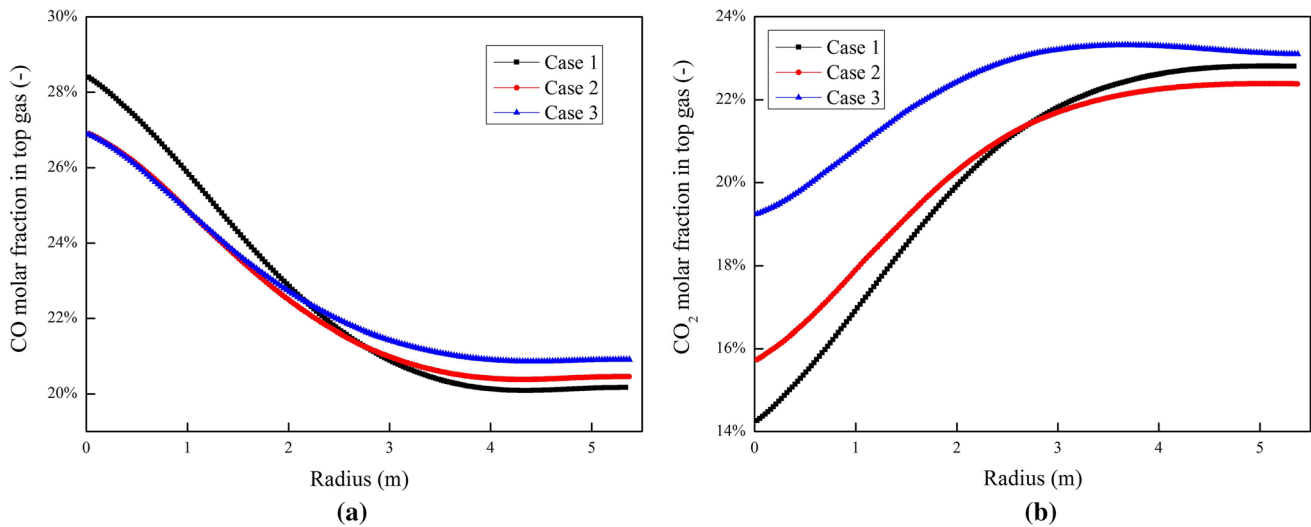 CO molar fraction in top gas (-)
30%
28%
26%
24%
22%
20%
Case 1
Case 2
Case 3
0 1 2 3 4 5
Radius (m)
(a)
CO₂ molar fraction in top gas (-)
24%
22%
20%
18%
16%
14%
Case 1
Case 2
Case 3
0 1 2 3 4 5
Radius (m)
(b)